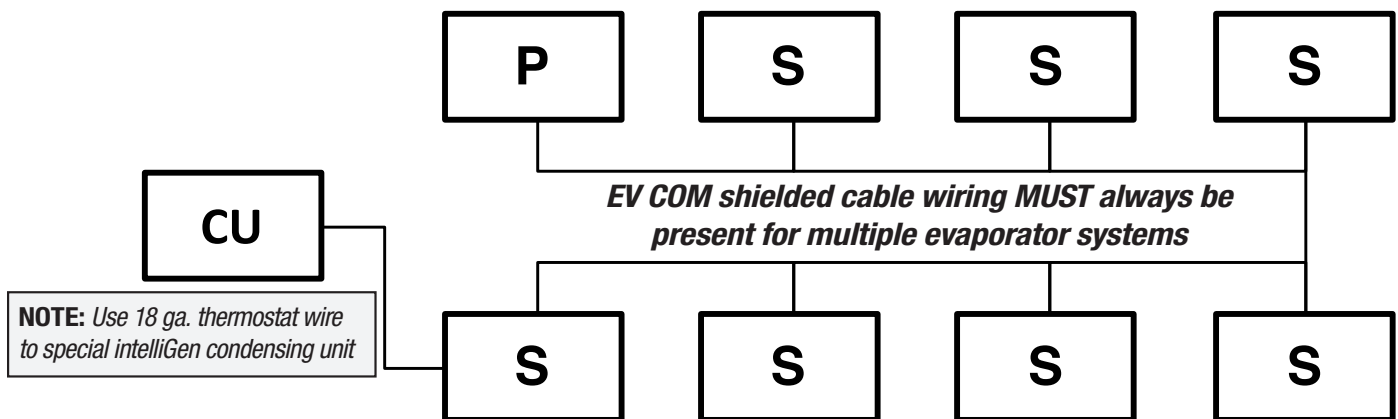 P
S
S
S
EV COM shielded cable wiring MUST always be
present for multiple evaporator systems
CU
NOTE: Use 18 ga. thermostat wire
to special intelliGen condensing unit
S
S
S
S